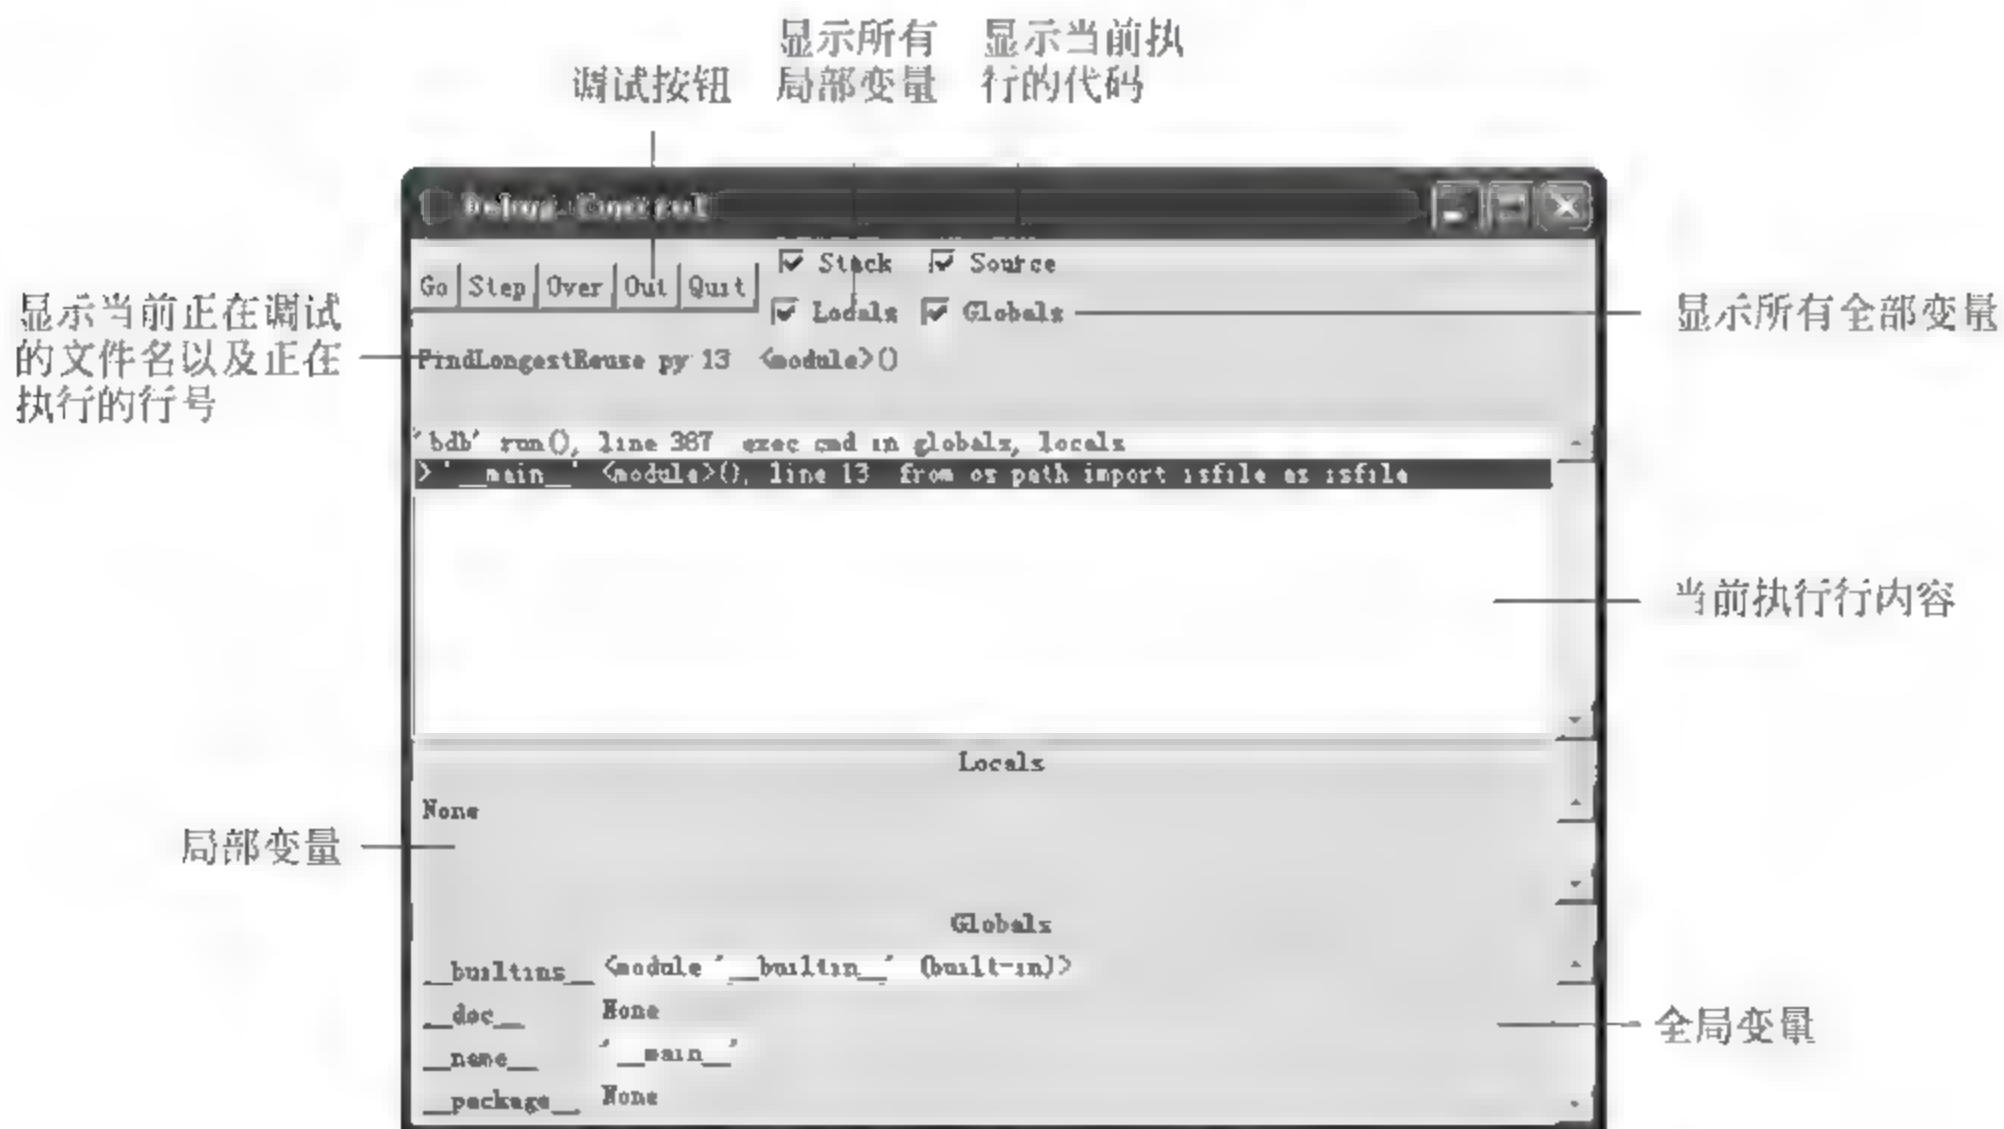 显示所有
局部变量
显示当前执
行的代码
调试按钮
Debug Control
Go Step Over Out Quit
Stack Source
Locals Globals
显示所有全部变量
显示当前正在调试
的文件名以及正在
执行的行号
FindLongestReuse py 13 <module>()
'bdb' run(), line 387 exec cmd in globals, locals
> '__main__' <module>(), line 13 from os path import isfile as isfile
当前执行行内容
Locals
None
局部变量
Globals
__builtins__ <module '__builtin__' (built-in)>
__doc__ None
全局变量
__name__ '__main__'
__package__ None